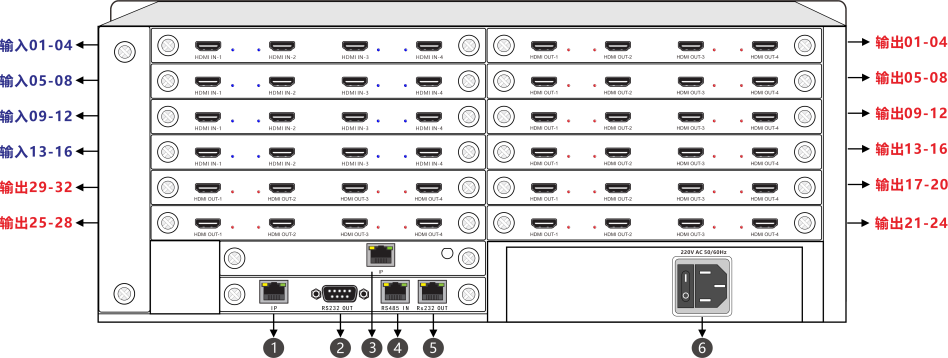 输入01-04
HDMI IN-1 HDMI IN-2 HDMI IN-3 HDMI IN-4
HDMI OUT-1 HDMI OUT-2 HDMI OUT-3 HDMI OUT-4
输出01-04
输入05-08
HDMI IN-1 HDMI IN-2 HDMI IN-3 HDMI IN-4
HDMI OUT-1 HDMI OUT-2 HDMI OUT-3 HDMI OUT-4
输出05-08
输入09-12
HDMI IN-1 HDMI IN-2 HDMI IN-3 HDMI IN-4
HDMI OUT-1 HDMI OUT-2 HDMI OUT-3 HDMI OUT-4
输出09-12
输入13-16
HDMI IN-1 HDMI IN-2 HDMI IN-3 HDMI IN-4
HDMI OUT-1 HDMI OUT-2 HDMI OUT-3 HDMI OUT-4
输出13-16
输出29-32
HDMI OUT-1 HDMI OUT-2 HDMI OUT-3 HDMI OUT-4
HDMI OUT-1 HDMI OUT-2 HDMI OUT-3 HDMI OUT-4
输出17-20
输出25-28
HDMI OUT-1 HDMI OUT-2 HDMI OUT-3 HDMI OUT-4
HDMI OUT-1 HDMI OUT-2 HDMI OUT-3 HDMI OUT-4
输出21-24
220V AC 50/60Hz
IP
IP RS232 OUT RS485 IN Rs232 OUT
1 2 3 4 5 6